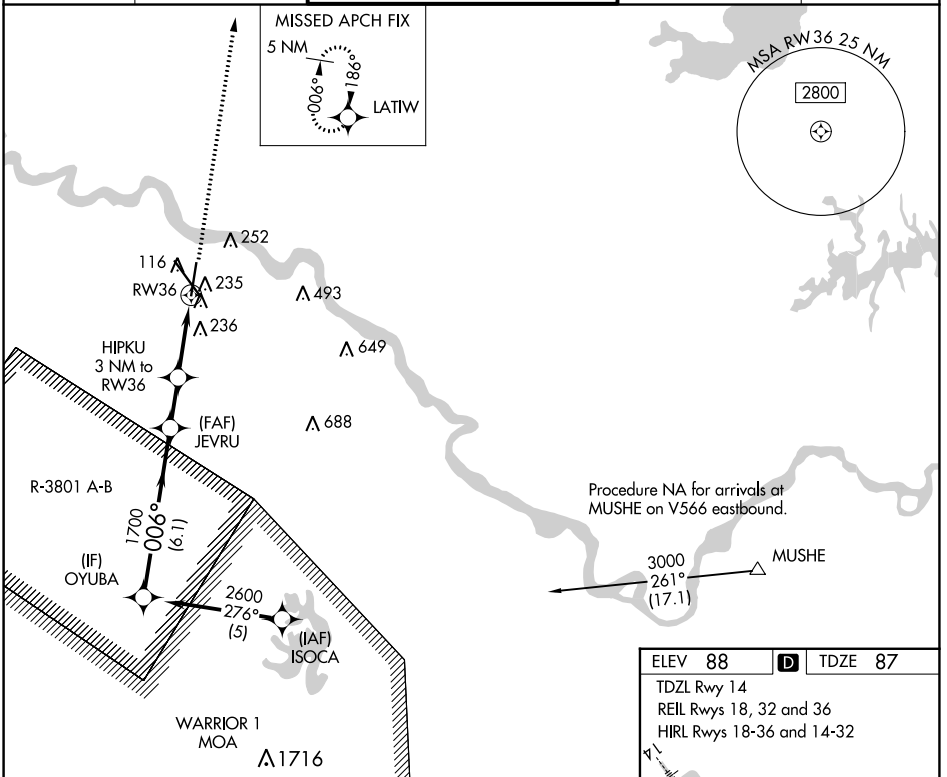 MISSED APCH FIX
5 NM
006°
186°
LATIW
MSA RW36 25 NM
2800
252
116
235
RW36
236
493
649
HIPKU
3 NM to
RW36
(FAF)
JEVRU
688
R-3801 A-B
1700
006°
(6.1)
(IF)
OYUBA
2600
276°
(5)
(IAF)
ISOCA
Procedure NA for arrivals at
MUSHE on V566 eastbound.
3000
261°
(17.1)
MUSHE
WARRIOR 1
MOA
1716
ELEV 88 D TDZE 87
TDZL Rwy 14
REIL Rwys 18, 32 and 36
HIRL Rwys 18-36 and 14-32